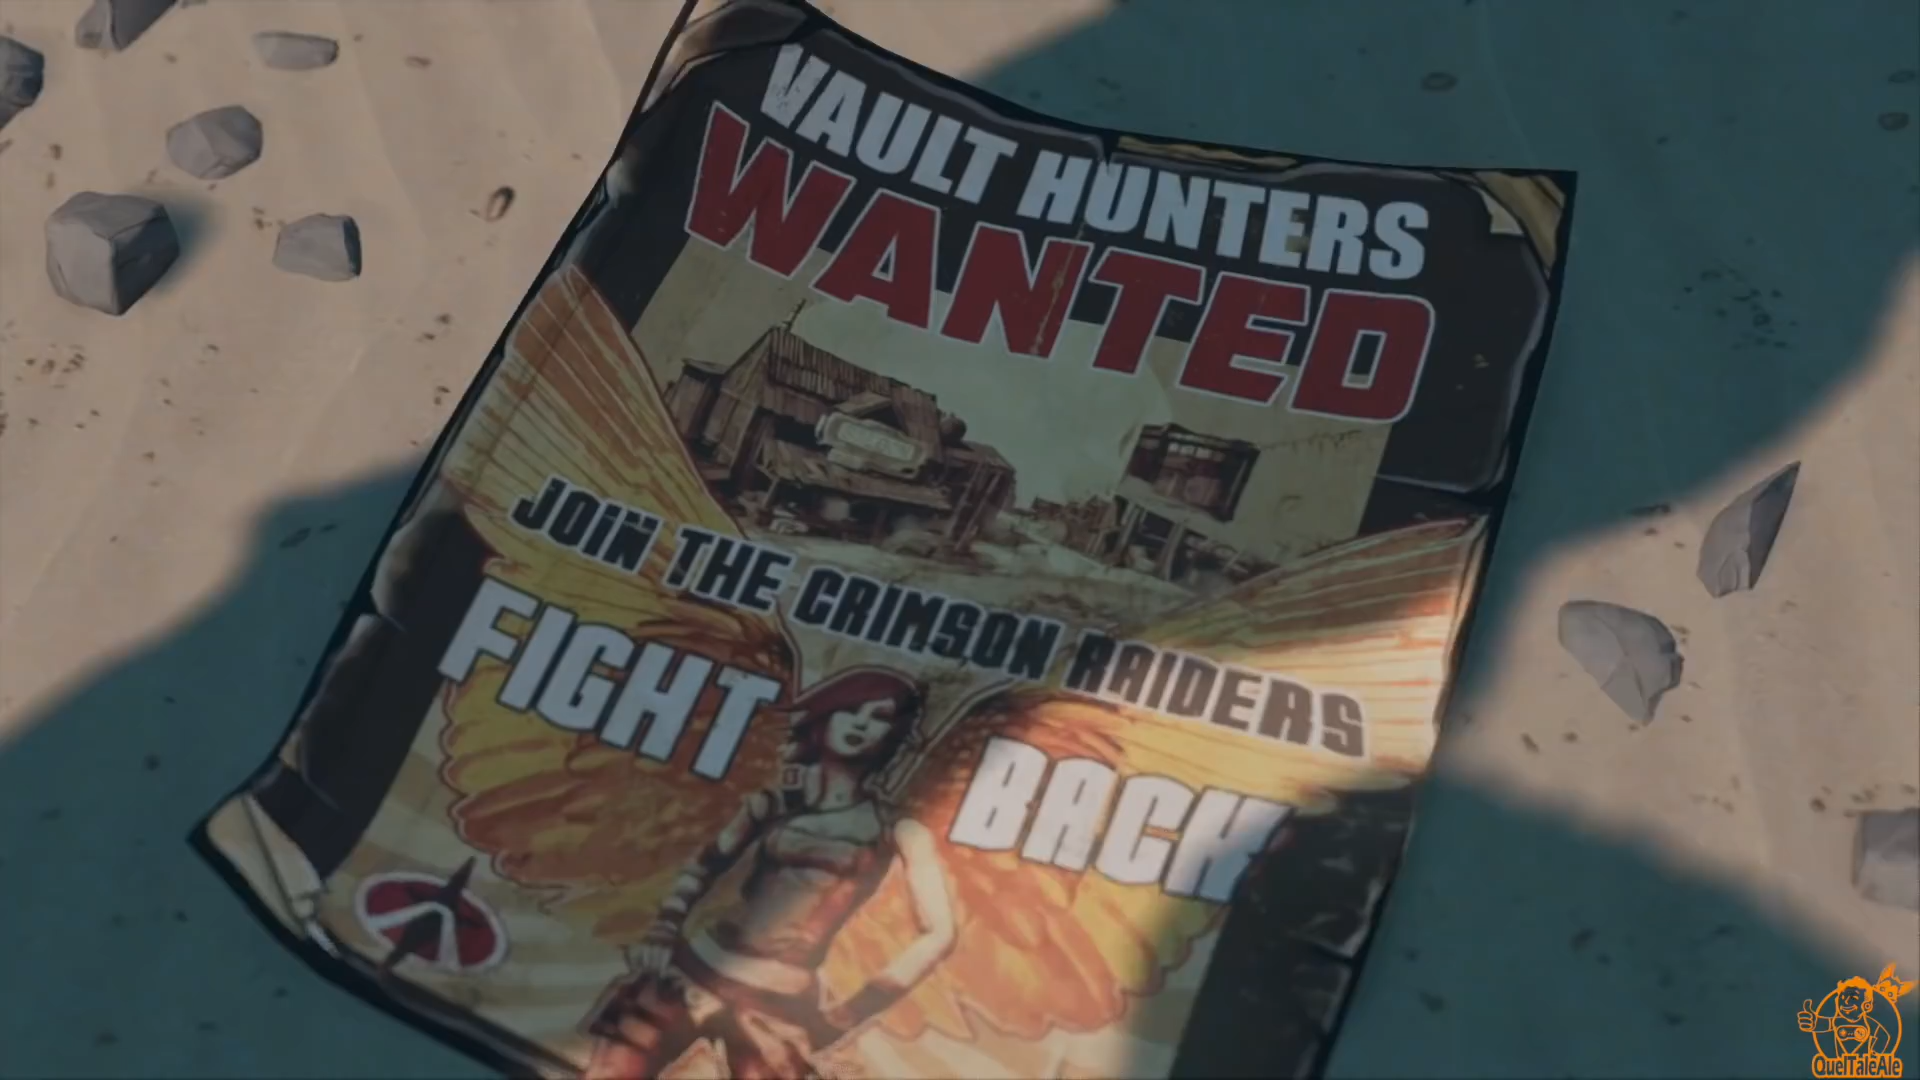 VAULT HUNTERS
WANTED
JOIN THE CRIMSON RAIDERS
FIGHT BACK
QuelTaleAle